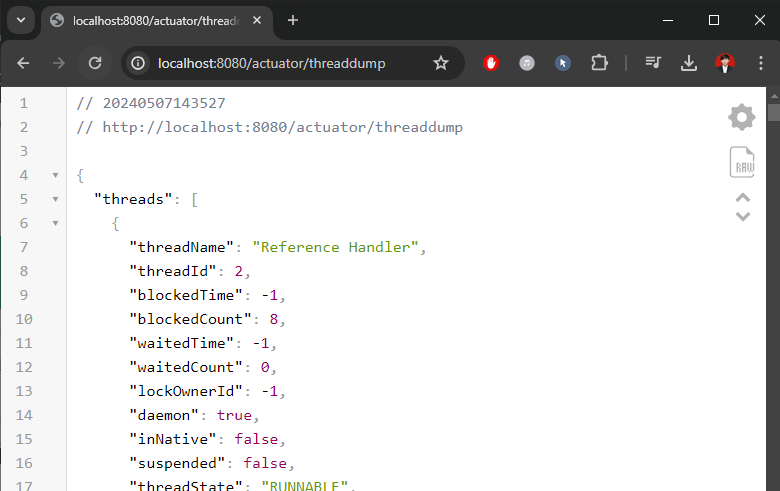 localhost:8080/actuator/thread
localhost:8080/actuator/threaddump
1 // 20240507143527
2 // http://localhost:8080/actuator/threaddump
3
4 {
5 "threads": [
6 {
7 "threadName": "Reference Handler",
8 "threadId": 2,
9 "blockedTime": -1,
10 "blockedCount": 8,
11 "waitedTime": -1,
12 "waitedCount": 0,
13 "lockOwnerId": -1,
14 "daemon": true,
15 "inNative": false,
16 "suspended": false,
17 "threadState": "RUNNABLE",
RAW